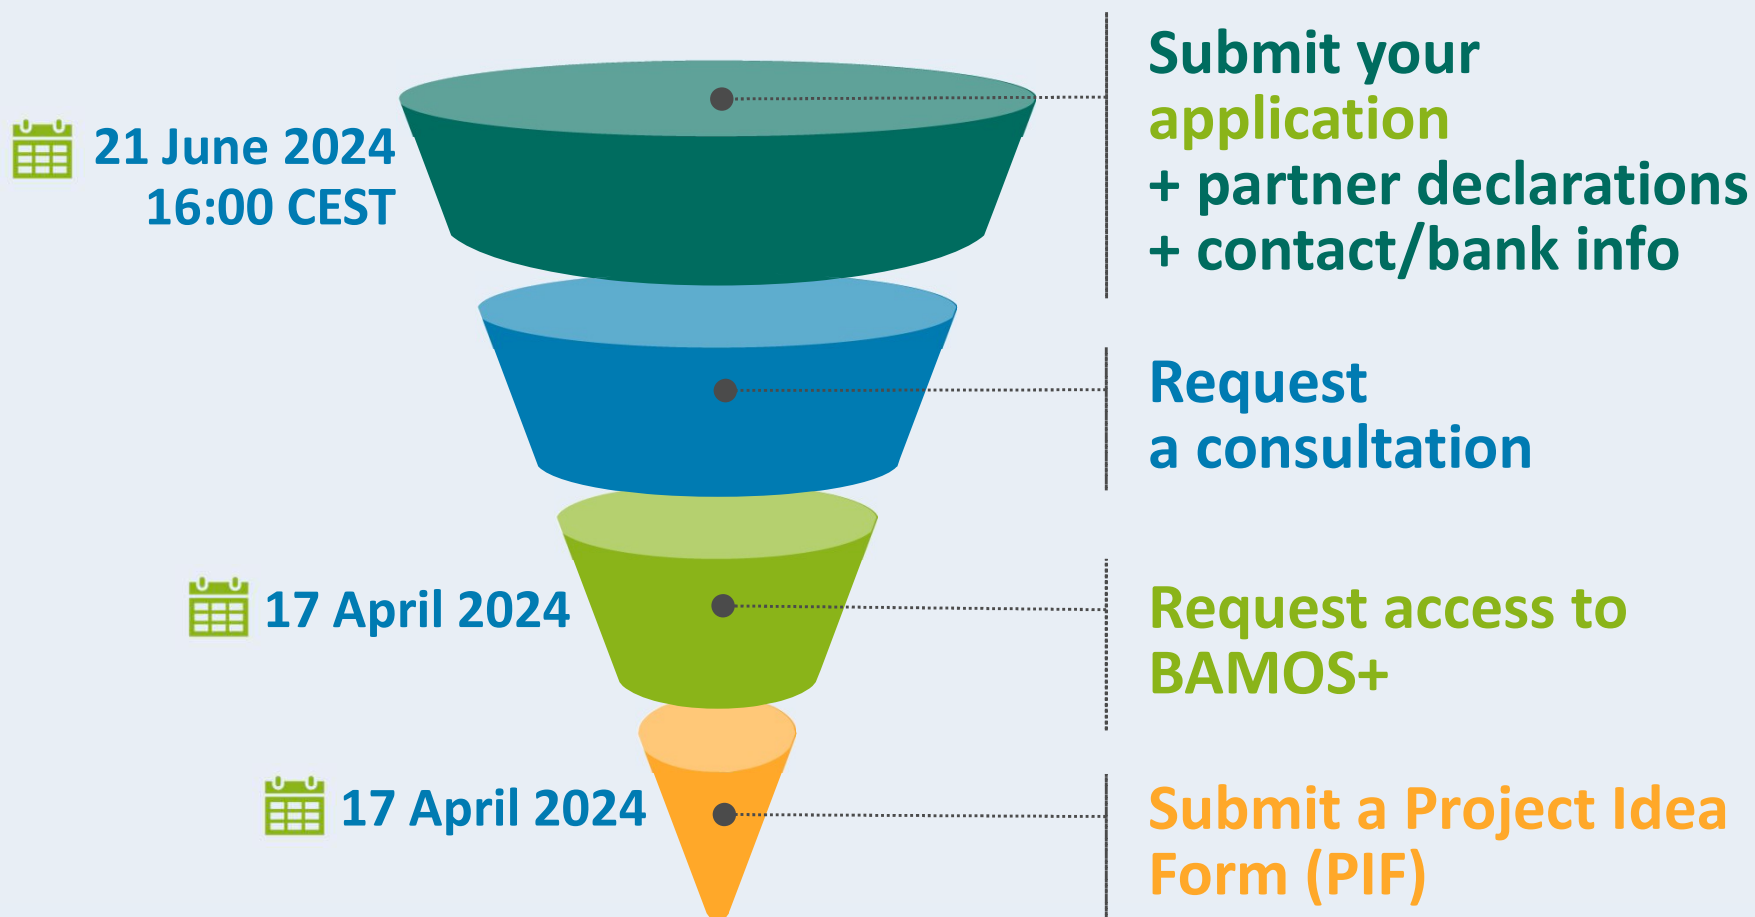 21 June 2024
16:00 CEST
Submit your
application
+ partner declarations
+ contact/bank info
Request
a consultation
17 April 2024
Request access to
BAMOS+
17 April 2024
Submit a Project Idea
Form (PIF)